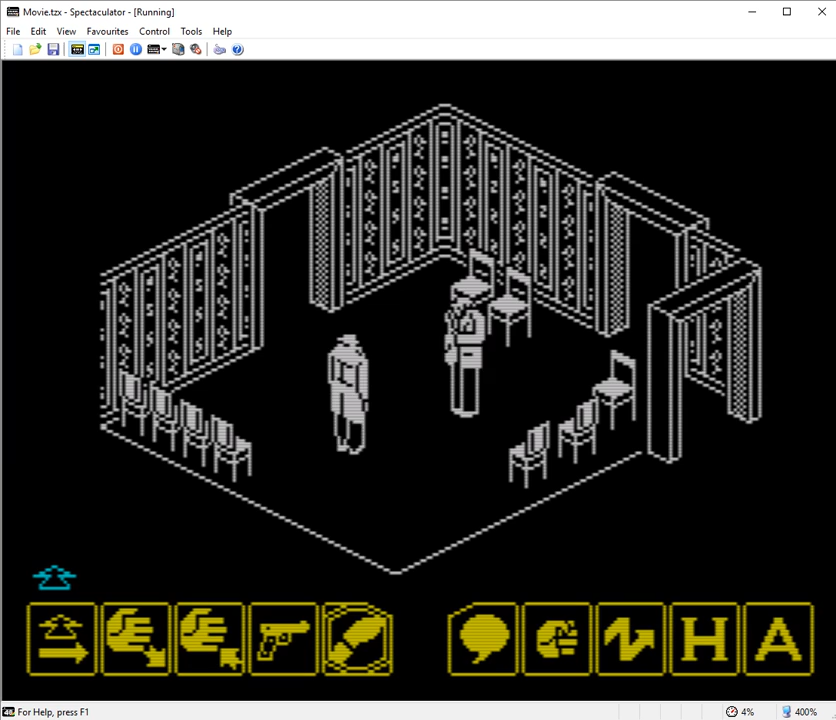 Movie.tzx - Spectaculator - [Running]
File Edit View Favourites Control Tools Help
H A
For Help, press F1
4% 400%